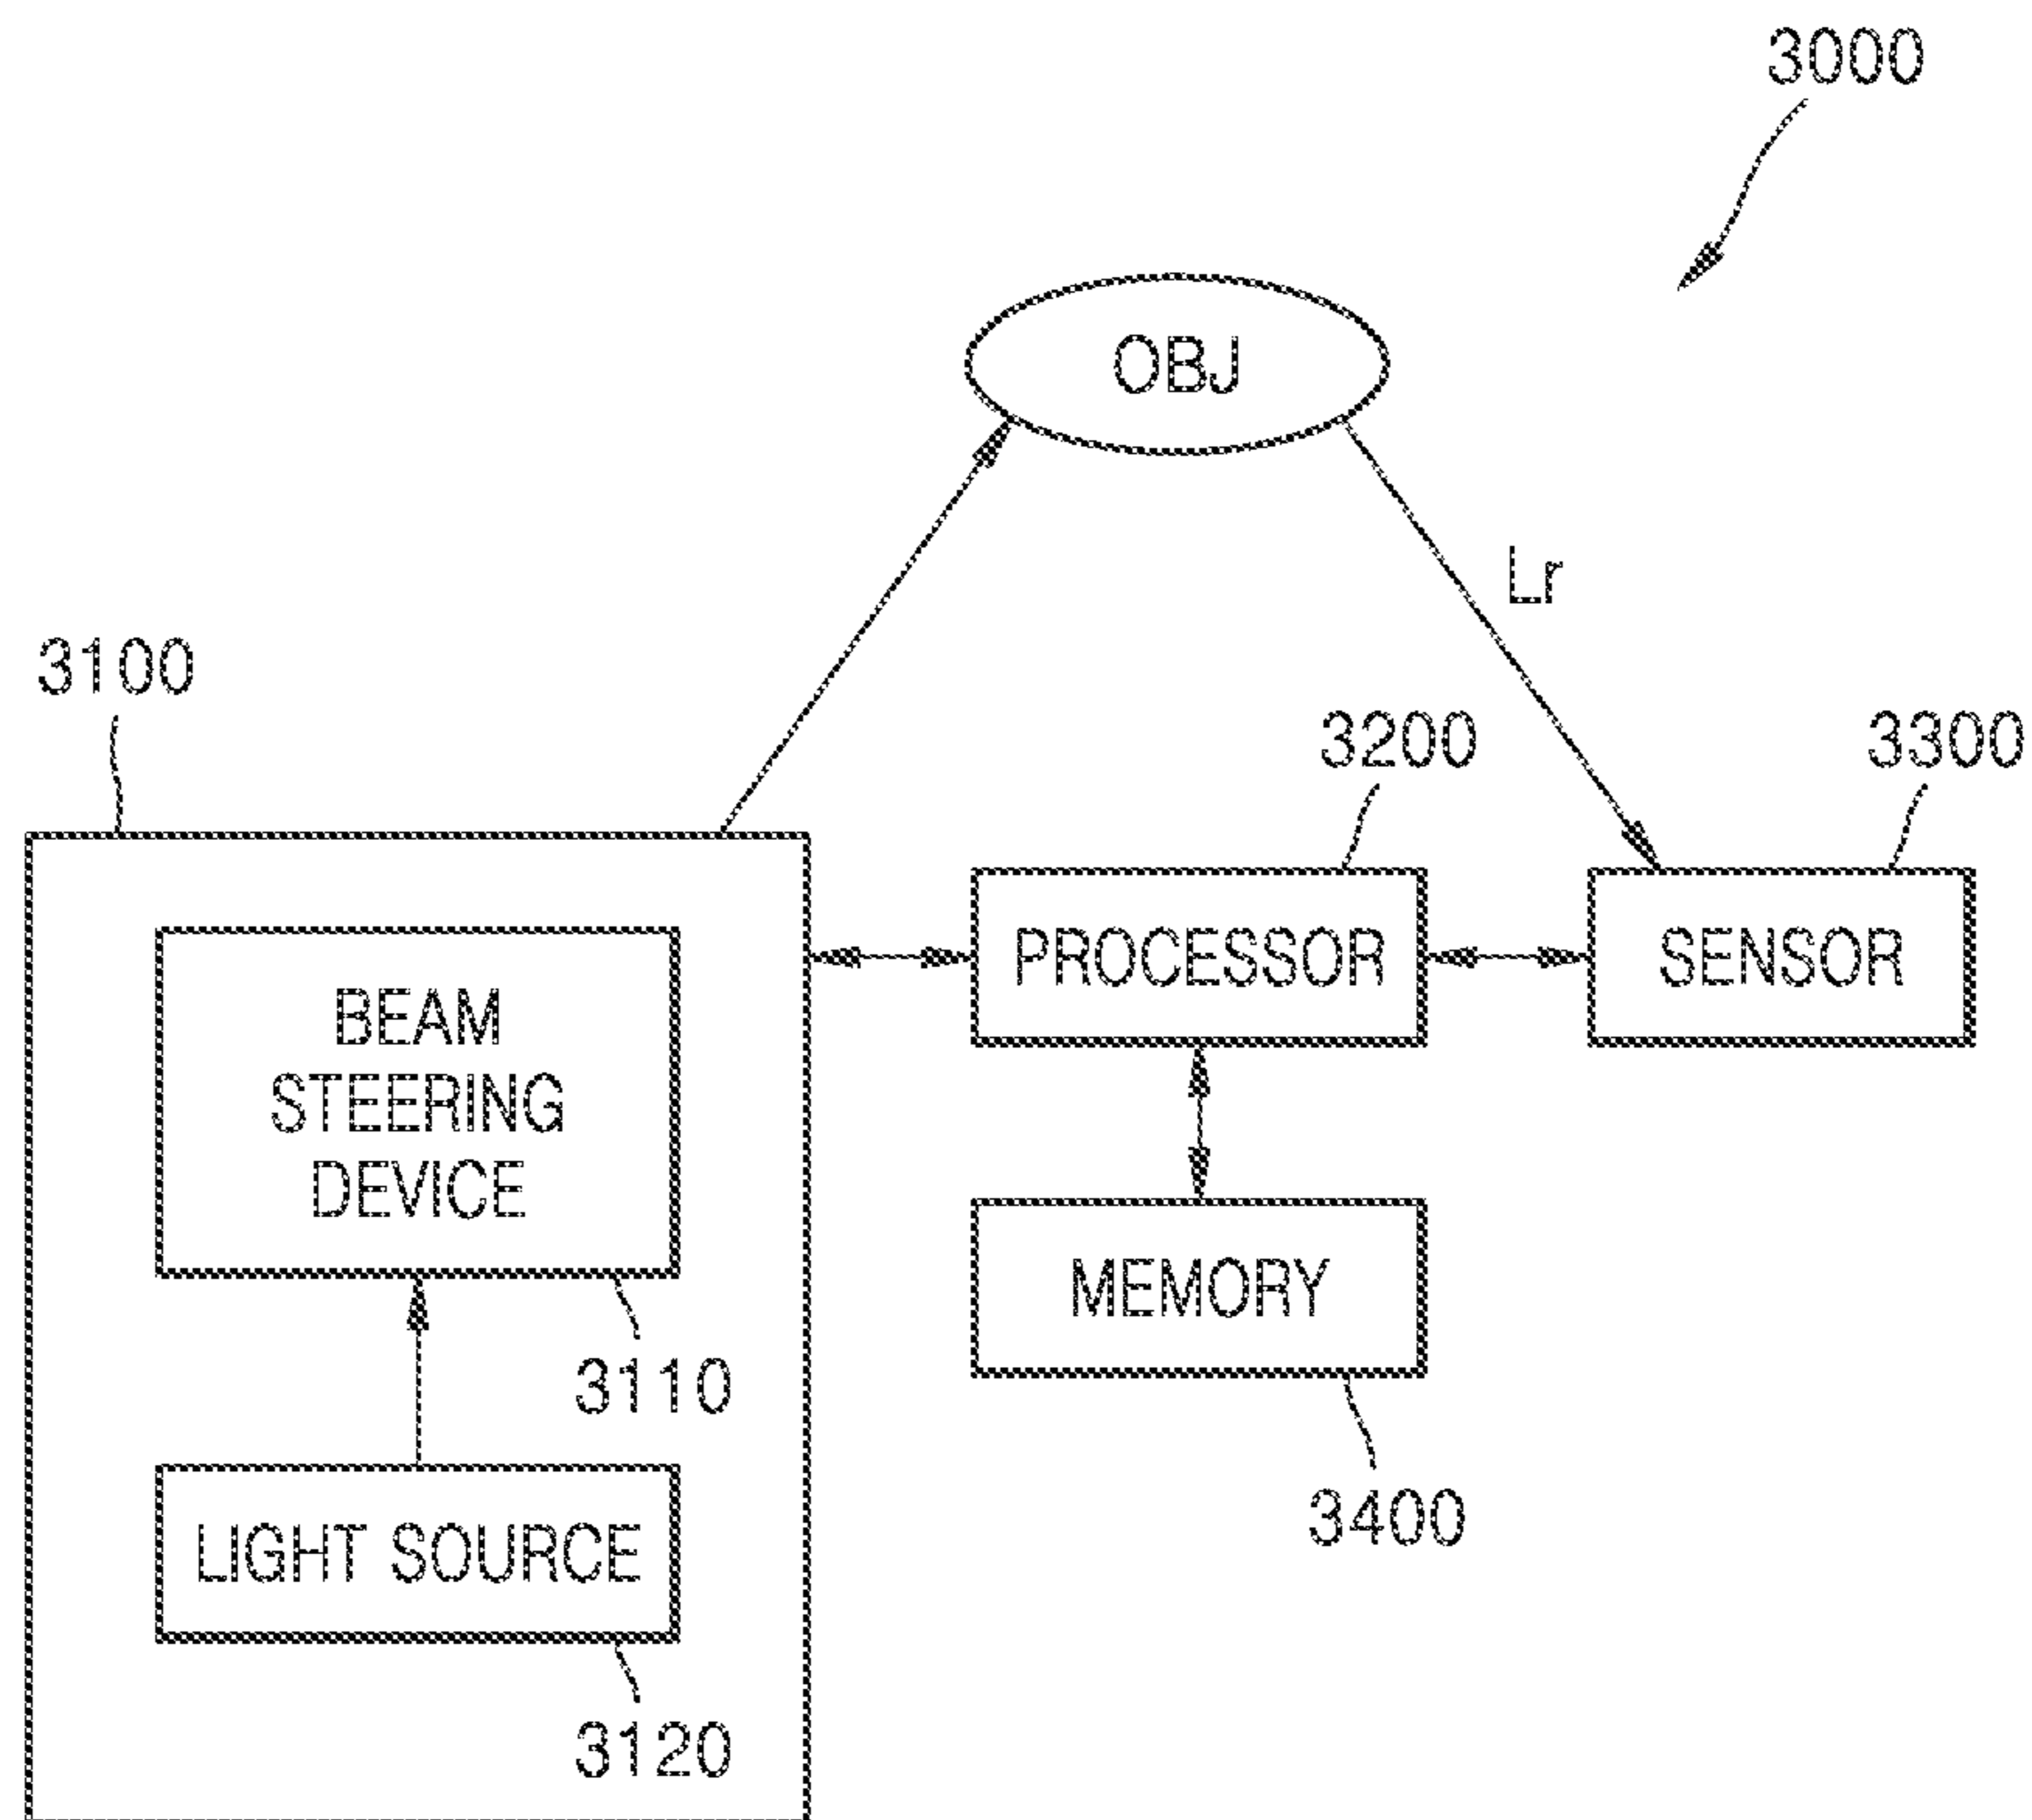 3000
OBJ
Lr
3100
3200
3300
PROCESSOR
SENSOR
BEAM
STEERING
DEVICE
MEMORY
3110
3400
LIGHT SOURCE
3120